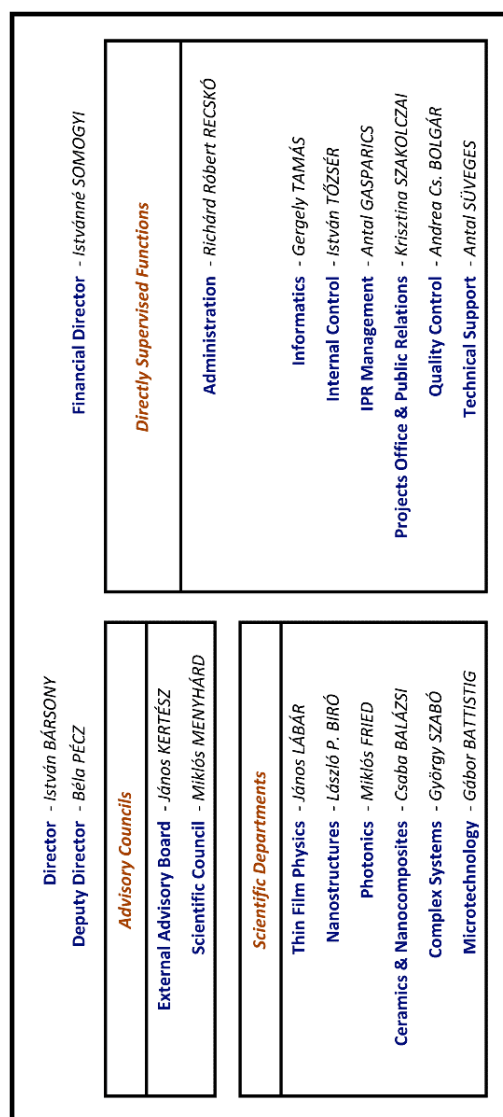 Director - István BÁRSONY
Deputy Director - Béla PÉCZ
Financial Director - Istvánné SOMOGYI
Advisory Councils
External Advisory Board - János KERTÉSZ
Scientific Council - Miklós MENYHÁRD
Scientific Departments
Thin Film Physics - János LÁBÁR
Nanostructures - László P. BIRÓ
Photonics - Miklós FRIED
Ceramics & Nanocomposites - Csaba BALÁZSI
Complex Systems - György SZABÓ
Microtechnology - Gábor BATTISTIG
Directly Supervised Functions
Administration - Richárd Róbert RECSKÓ
Informatics - Gergely TAMÁS
Internal Control - István TŐZSÉR
IPR Management - Antal GASPARICS
Projects Office & Public Relations - Krisztina SZAKOLCZAI
Quality Control - Andrea Cs. BOLGÁR
Technical Support - Antal SÜVEGES